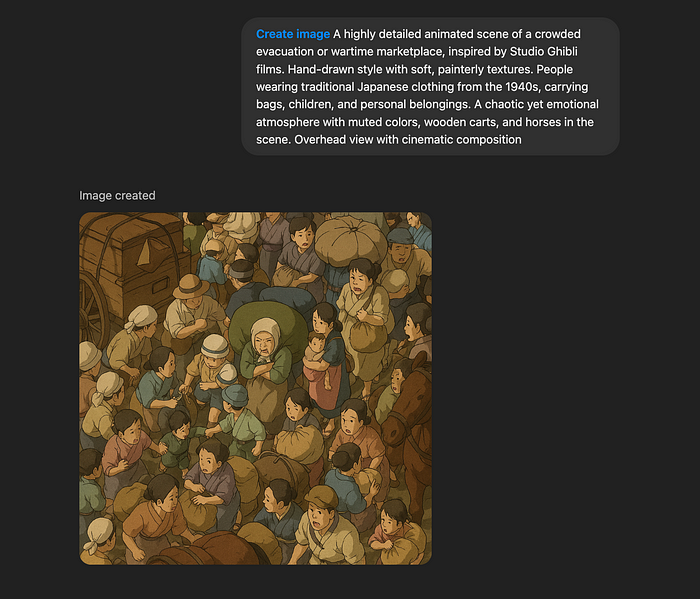 Create image A highly detailed animated scene of a crowded
evacuation or wartime marketplace, inspired by Studio Ghibli
films. Hand-drawn style with soft, painterly textures. People
wearing traditional Japanese clothing from the 1940s, carrying
bags, children, and personal belongings. A chaotic yet emotional
atmosphere with muted colors, wooden carts, and horses in the
scene. Overhead view with cinematic composition
Image created